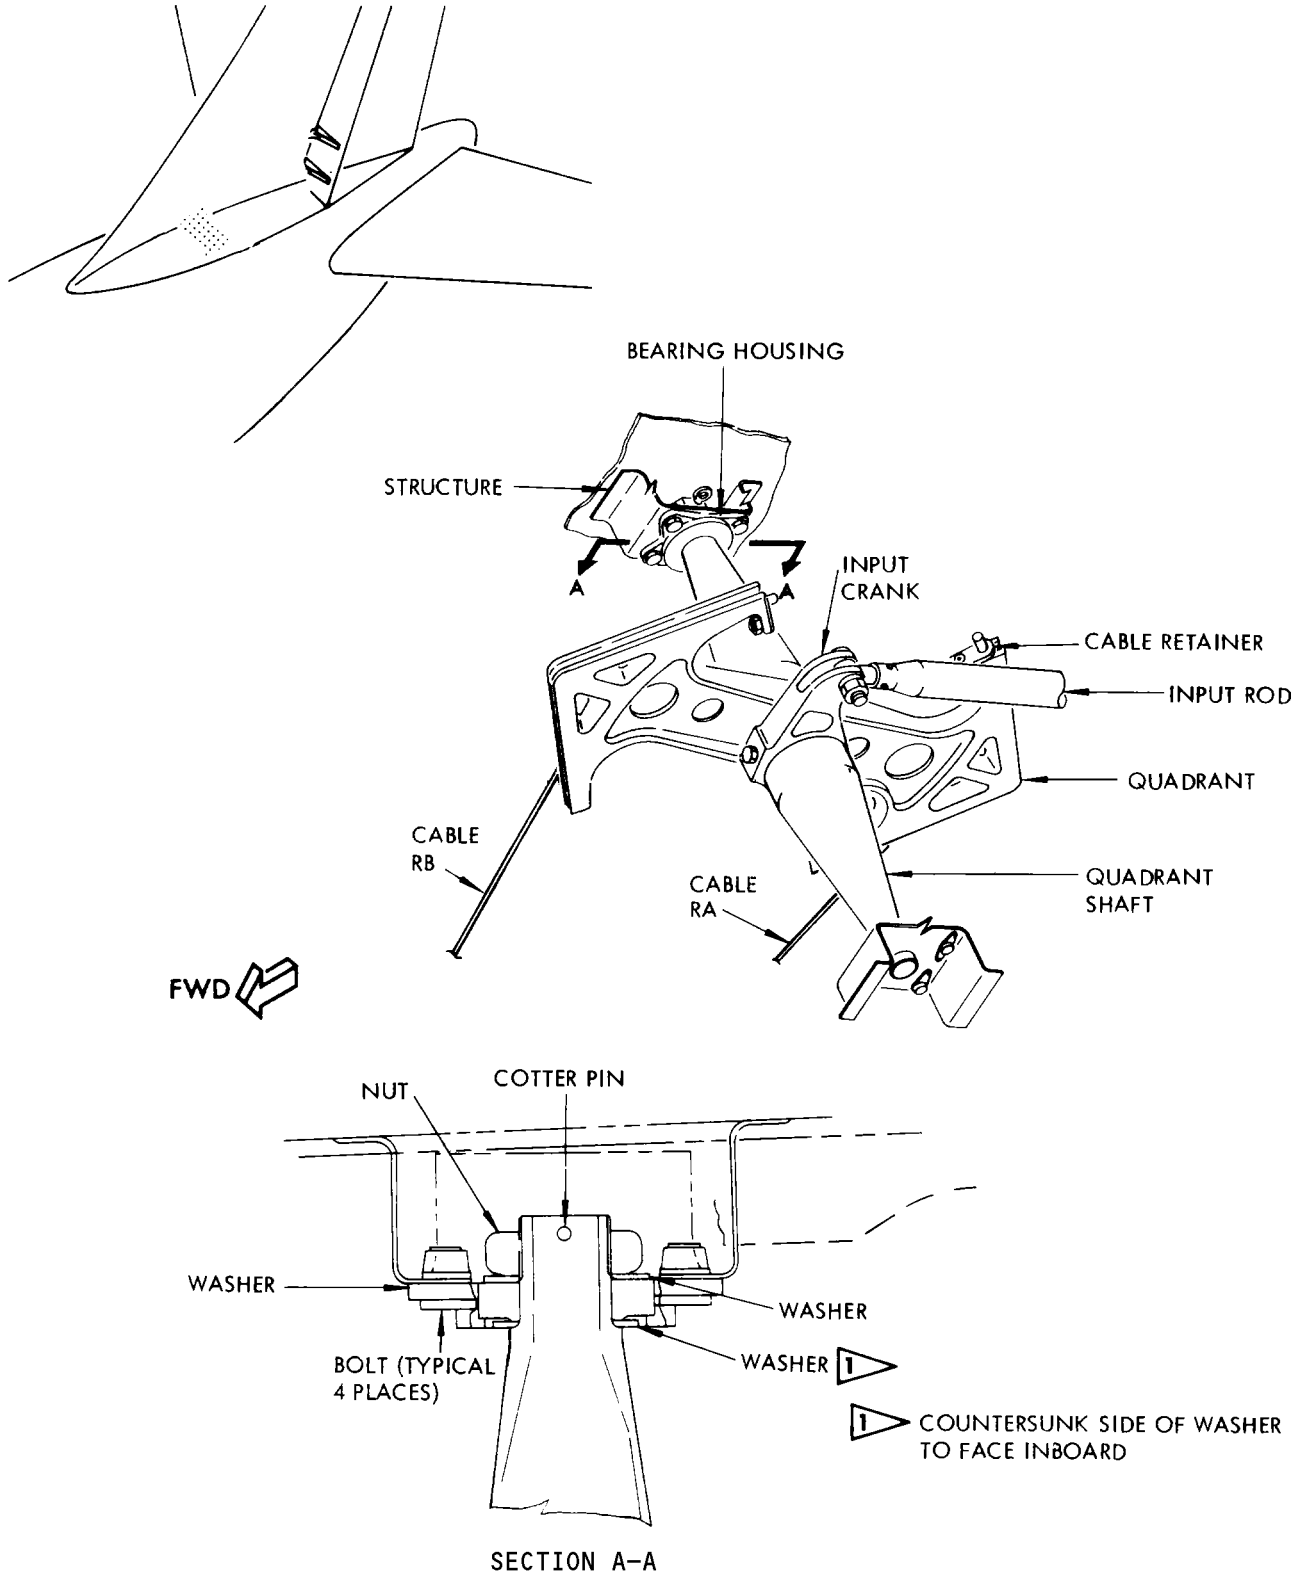 BEARING HOUSING
STRUCTURE
A
A
INPUT
CRANK
CABLE RETAINER
INPUT ROD
QUADRANT
CABLE
RB
CABLE
RA
QUADRANT
SHAFT
FWD
NUT
COTTER PIN
WASHER
WASHER
BOLT (TYPICAL
4 PLACES)
WASHER 1
1 COUNTERSUNK SIDE OF WASHER
TO FACE INBOARD
SECTION A-A